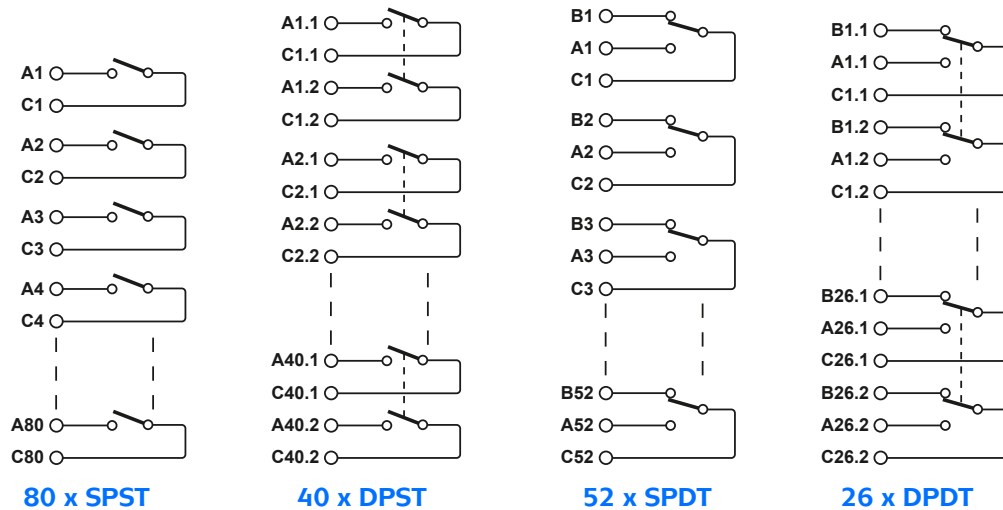 A1
C1
A2
C2
A3
C3
A4
C4
A80
C80
80 x SPST
A1.1
C1.1
A1.2
C1.2
A2.1
C2.1
A2.2
C2.2
A40.1
C40.1
A40.2
C40.2
40 x DPST
B1
A1
C1
B2
A2
C2
B3
A3
C3
B52
A52
C52
52 x SPDT
B1.1
A1.1
C1.1
B1.2
A1.2
C1.2
B26.1
A26.1
C26.1
B26.2
A26.2
C26.2
26 x DPDT